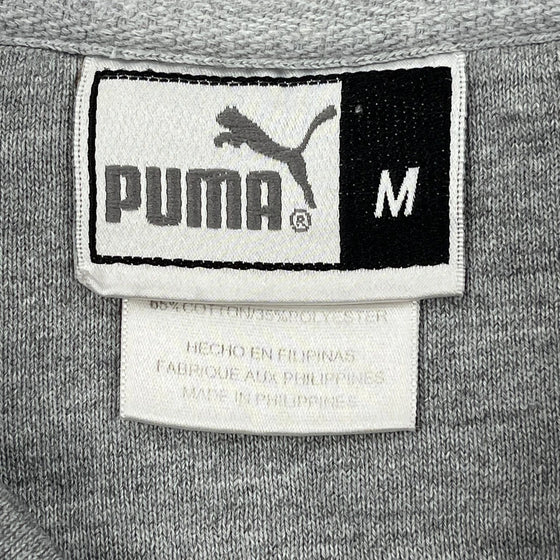 PUMA® M
65% COTTON/35% POLYESTER
HECHO EN FILIPINAS
FABRIQUE AUX PHILIPPINES
MADE IN PHILIPPINES